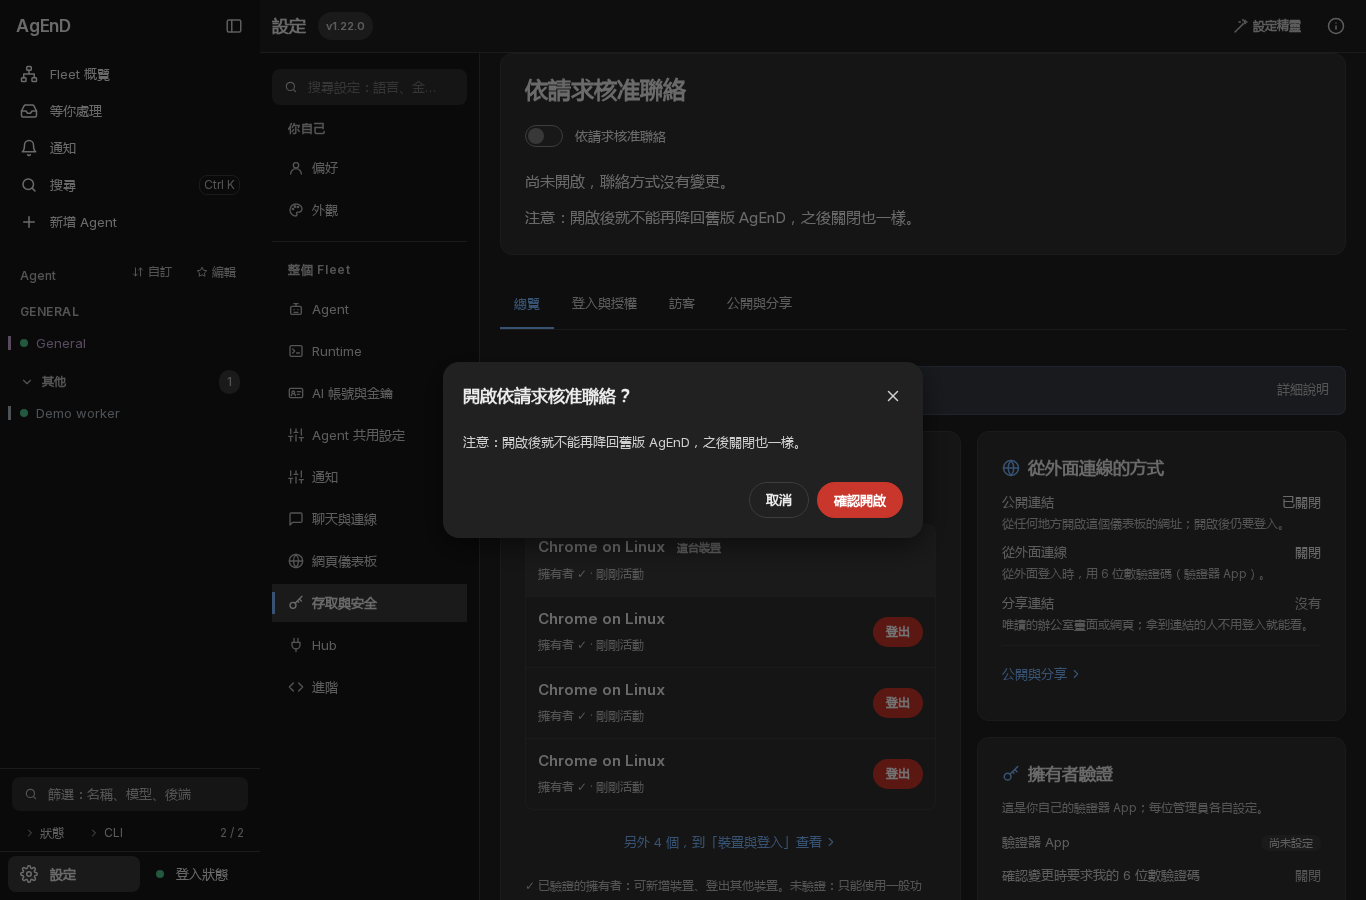 AgEnD
Fleet 概覽
等你處理
通知
搜尋
Ctrl K
新增 Agent
Agent
自訂
編輯
GENERAL
General
其他
1
Demo worker
篩選：名稱、模型、後端
狀態
CLI
2 / 2
設定
登入狀態
設定
v1.22.0
設定精靈
搜尋設定：語言、金…
你自己
偏好
外觀
整個 Fleet
Agent
Runtime
AI 帳號與金鑰
Agent 共用設定
通知
聊天與連線
網頁儀表板
存取與安全
Hub
進階
依請求核准聯絡
依請求核准聯絡
尚未開啟，聯絡方式沒有變更。
注意：開啟後就不能再降回舊版 AgEnD，之後關閉也一樣。
總覽
登入與授權
訪客
公開與分享
詳細說明
開啟依請求核准聯絡？
注意：開啟後就不能再降回舊版 AgEnD，之後關閉也一樣。
取消
確認開啟
Chrome on Linux
這台裝置
擁有者 ✓ · 剛剛活動
Chrome on Linux
擁有者 ✓ · 剛剛活動
登出
Chrome on Linux
擁有者 ✓ · 剛剛活動
登出
Chrome on Linux
擁有者 ✓ · 剛剛活動
登出
另外 4 個，到「裝置與登入」查看
✓ 已驗證的擁有者：可新增裝置、登出其他裝置。未驗證：只能使用一般功
從外面連線的方式
公開連結
已關閉
從任何地方開啟這個儀表板的網址；開啟後仍要登入。
從外面連線
關閉
從外面登入時，用 6 位數驗證碼（驗證器 App）。
分享連結
沒有
唯讀的辦公室畫面或網頁；拿到連結的人不用登入就能看。
公開與分享
擁有者驗證
這是你自己的驗證器 App；每位管理員各自設定。
驗證器 App
尚未設定
確認變更時要求我的 6 位數驗證碼
關閉